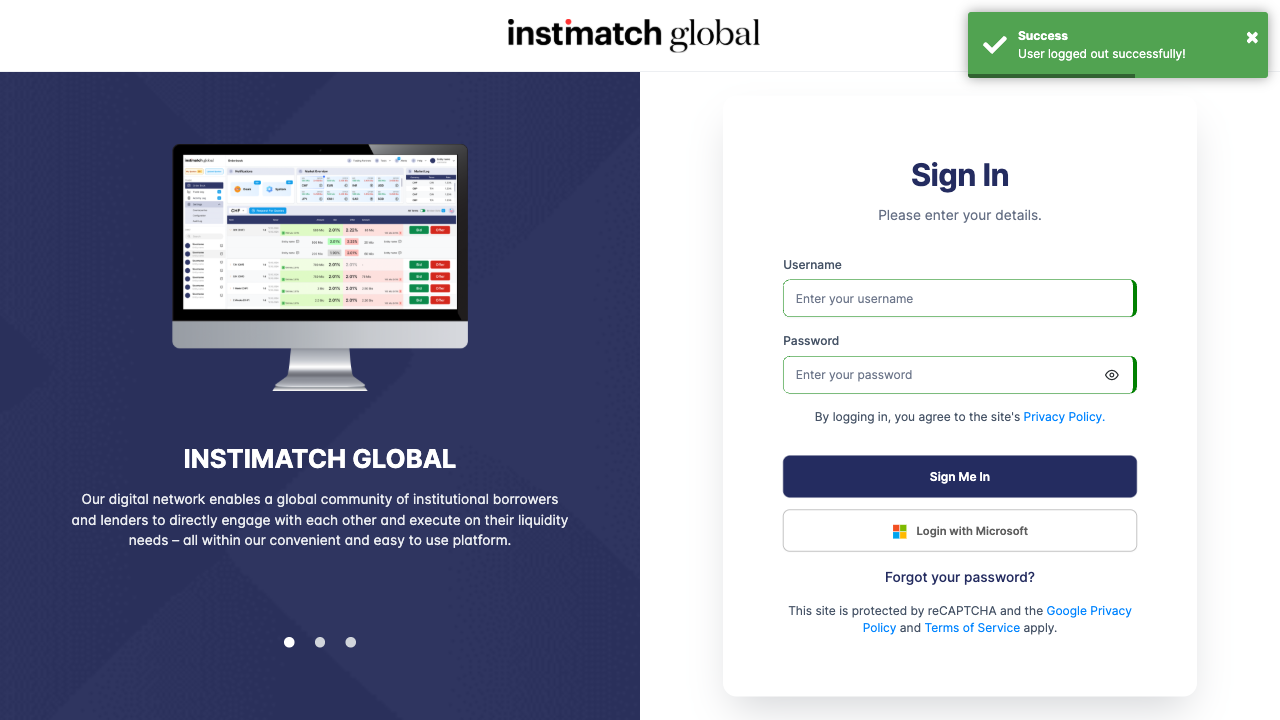 instimatch global
Success
User logged out successfully!
INSTIMATCH GLOBAL
Our digital network enables a global community of institutional borrowers
and lenders to directly engage with each other and execute on their liquidity
needs – all within our convenient and easy to use platform.
Sign In
Please enter your details.
Username
Enter your username
Password
Enter your password
By logging in, you agree to the site's Privacy Policy.
Sign Me In
Login with Microsoft
Forgot your password?
This site is protected by reCAPTCHA and the Google Privacy
Policy and Terms of Service apply.